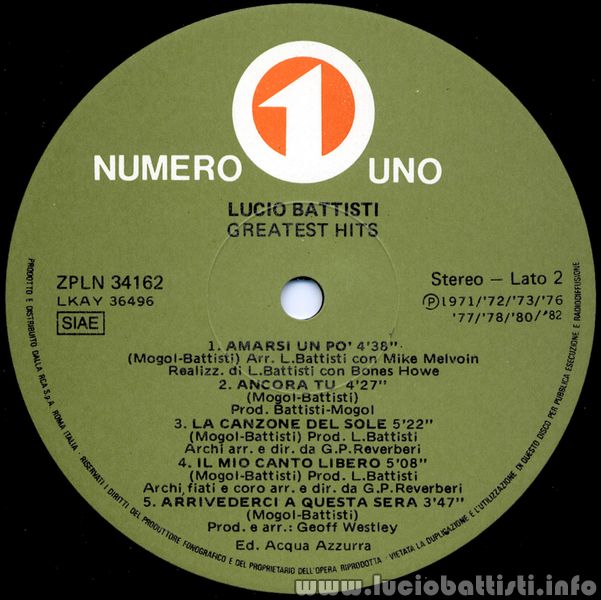 1
NUMERO UNO
LUCIO BATTISTI
GREATEST HITS
ZPLN 34162
LKAY 36496
SIAE
Stereo — Lato 2
Ⓟ1971/'72/'73/'76
'77/'78/'80/'82
1. AMARSI UN PO' 4'38"
(Mogol-Battisti) Arr. L.Battisti con Mike Melvoin
Realizz. di L.Battisti con Bones Howe
2. ANCORA TU 4'27"
(Mogol-Battisti)
Prod. Battisti-Mogol
3. LA CANZONE DEL SOLE 5'22"
(Mogol-Battisti) Prod. L.Battisti
Archi arr. e dir. da G.P.Reverberi
4. IL MIO CANTO LIBERO 5'08"
(Mogol-Battisti) Prod. L.Battisti
Archi,fiati e coro arr. e dir. da G.P.Reverberi
5. ARRIVEDERCI A QUESTA SERA 3'47"
(Mogol-Battisti)
Prod. e arr.: Geoff Westley
Ed. Acqua Azzurra
PRODOTTO E DISTRIBUITO DALLA RCA S.p.A. ROMA ITALIA - RISERVATI I DIRITTI DEL PRODUTTORE FONOGRAFICO E DEL PROPRIETARIO DELL'OPERA RIPRODOTTA - VIETATA LA DUPLICAZIONE E L'UTILIZZAZIONE DI QUESTO DISCO PER PUBBLICA ESECUZIONE E RADIODIFFUSIONE
www.luciobattisti.info